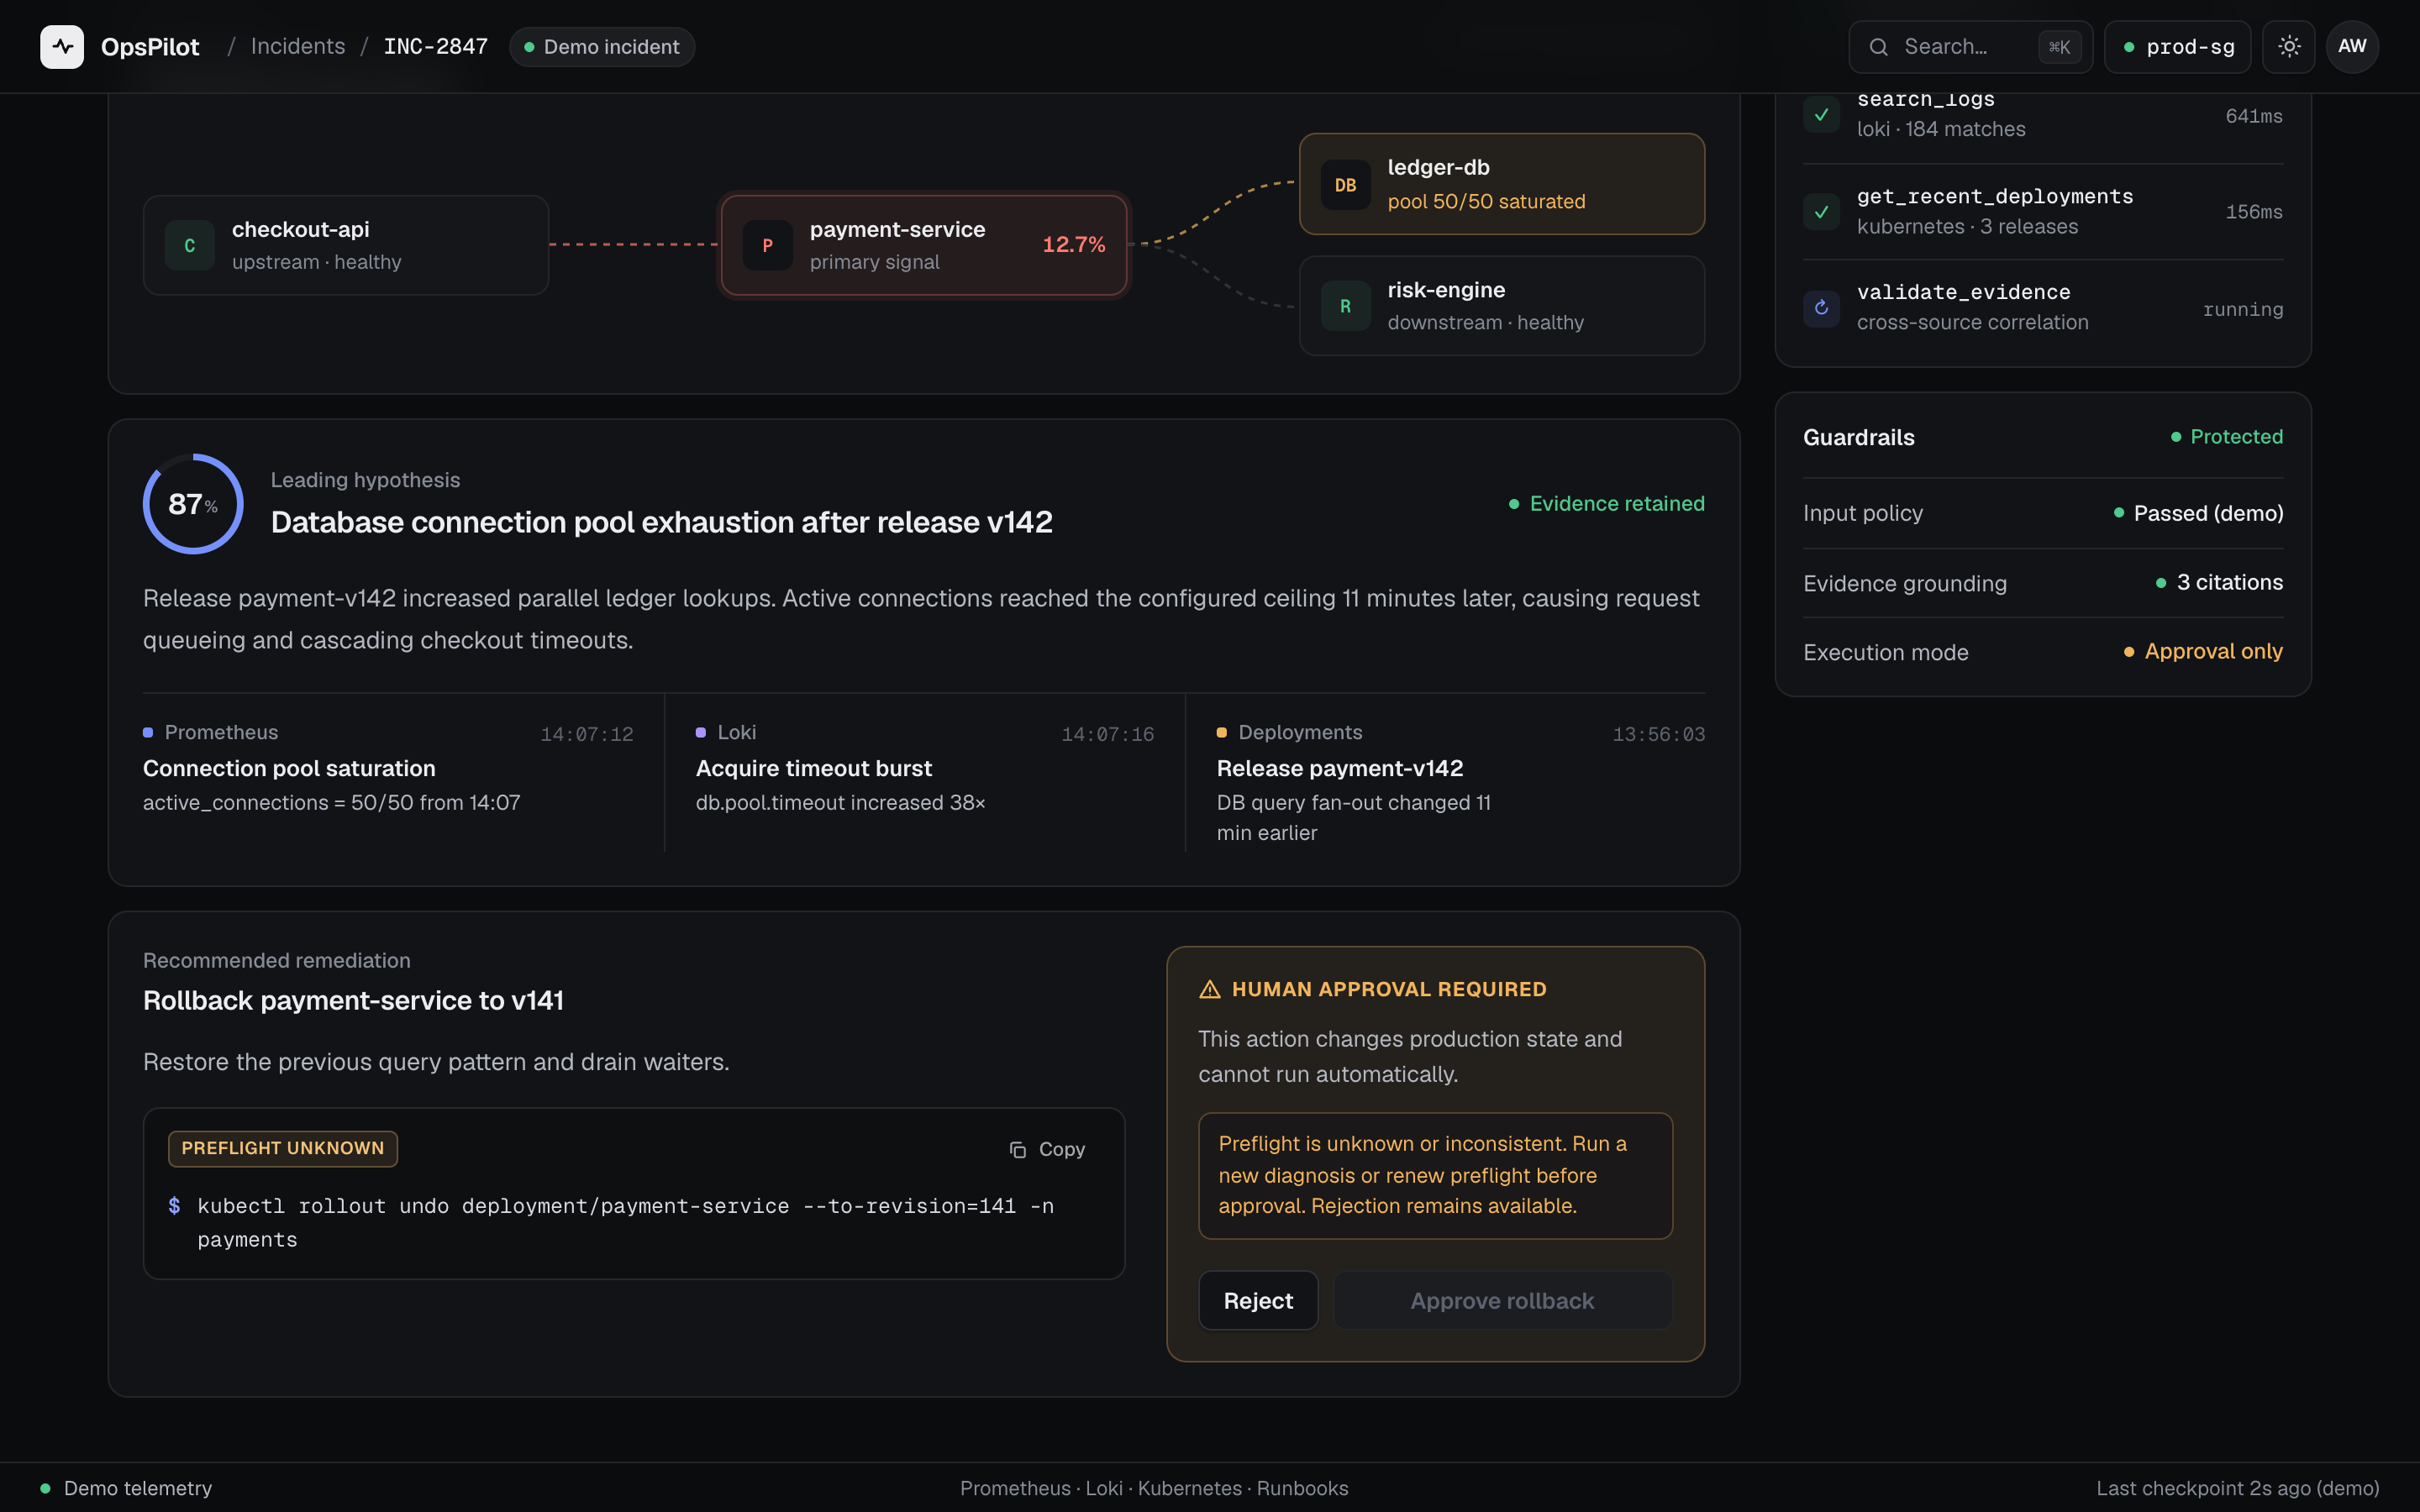 OpsPilot / Incidents / INC-2847 Demo incident
Search... ⌘K prod-sg AW
C checkout-api
upstream · healthy
P payment-service
primary signal
12.7%
DB ledger-db
pool 50/50 saturated
R risk-engine
downstream · healthy
87%
Leading hypothesis
Database connection pool exhaustion after release v142
Evidence retained
Release payment-v142 increased parallel ledger lookups. Active connections reached the configured ceiling 11 minutes later, causing request
queueing and cascading checkout timeouts.
Prometheus 14:07:12
Connection pool saturation
active_connections = 50/50 from 14:07
Loki 14:07:16
Acquire timeout burst
db.pool.timeout increased 38×
Deployments 13:56:03
Release payment-v142
DB query fan-out changed 11
min earlier
Recommended remediation
Rollback payment-service to v141
Restore the previous query pattern and drain waiters.
PREFLIGHT UNKNOWN Copy
$ kubectl rollout undo deployment/payment-service --to-revision=141 -n
payments
HUMAN APPROVAL REQUIRED
This action changes production state and
cannot run automatically.
Preflight is unknown or inconsistent. Run a
new diagnosis or renew preflight before
approval. Rejection remains available.
Reject Approve rollback
search_logs
loki · 184 matches
641ms
get_recent_deployments
kubernetes · 3 releases
156ms
validate_evidence
cross-source correlation
running
Guardrails Protected
Input policy Passed (demo)
Evidence grounding 3 citations
Execution mode Approval only
Demo telemetry
Prometheus · Loki · Kubernetes · Runbooks
Last checkpoint 2s ago (demo)